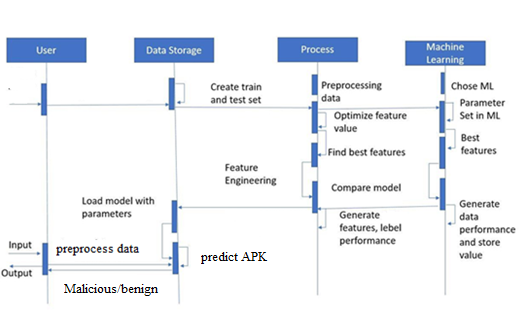 User
Data Storage
Process
Machine
Learning
Create train
and test set
Preprocessing
data
Chose ML
Parameter
Set in ML
Optimize feature
value
Best
features
Find best features
Feature
Engineering
Compare model
Load model with
parameters
Generate
features, lebel
performance
Generate
data
performance
and store
value
Input
preprocess data
predict APK
Output
Malicious/benign